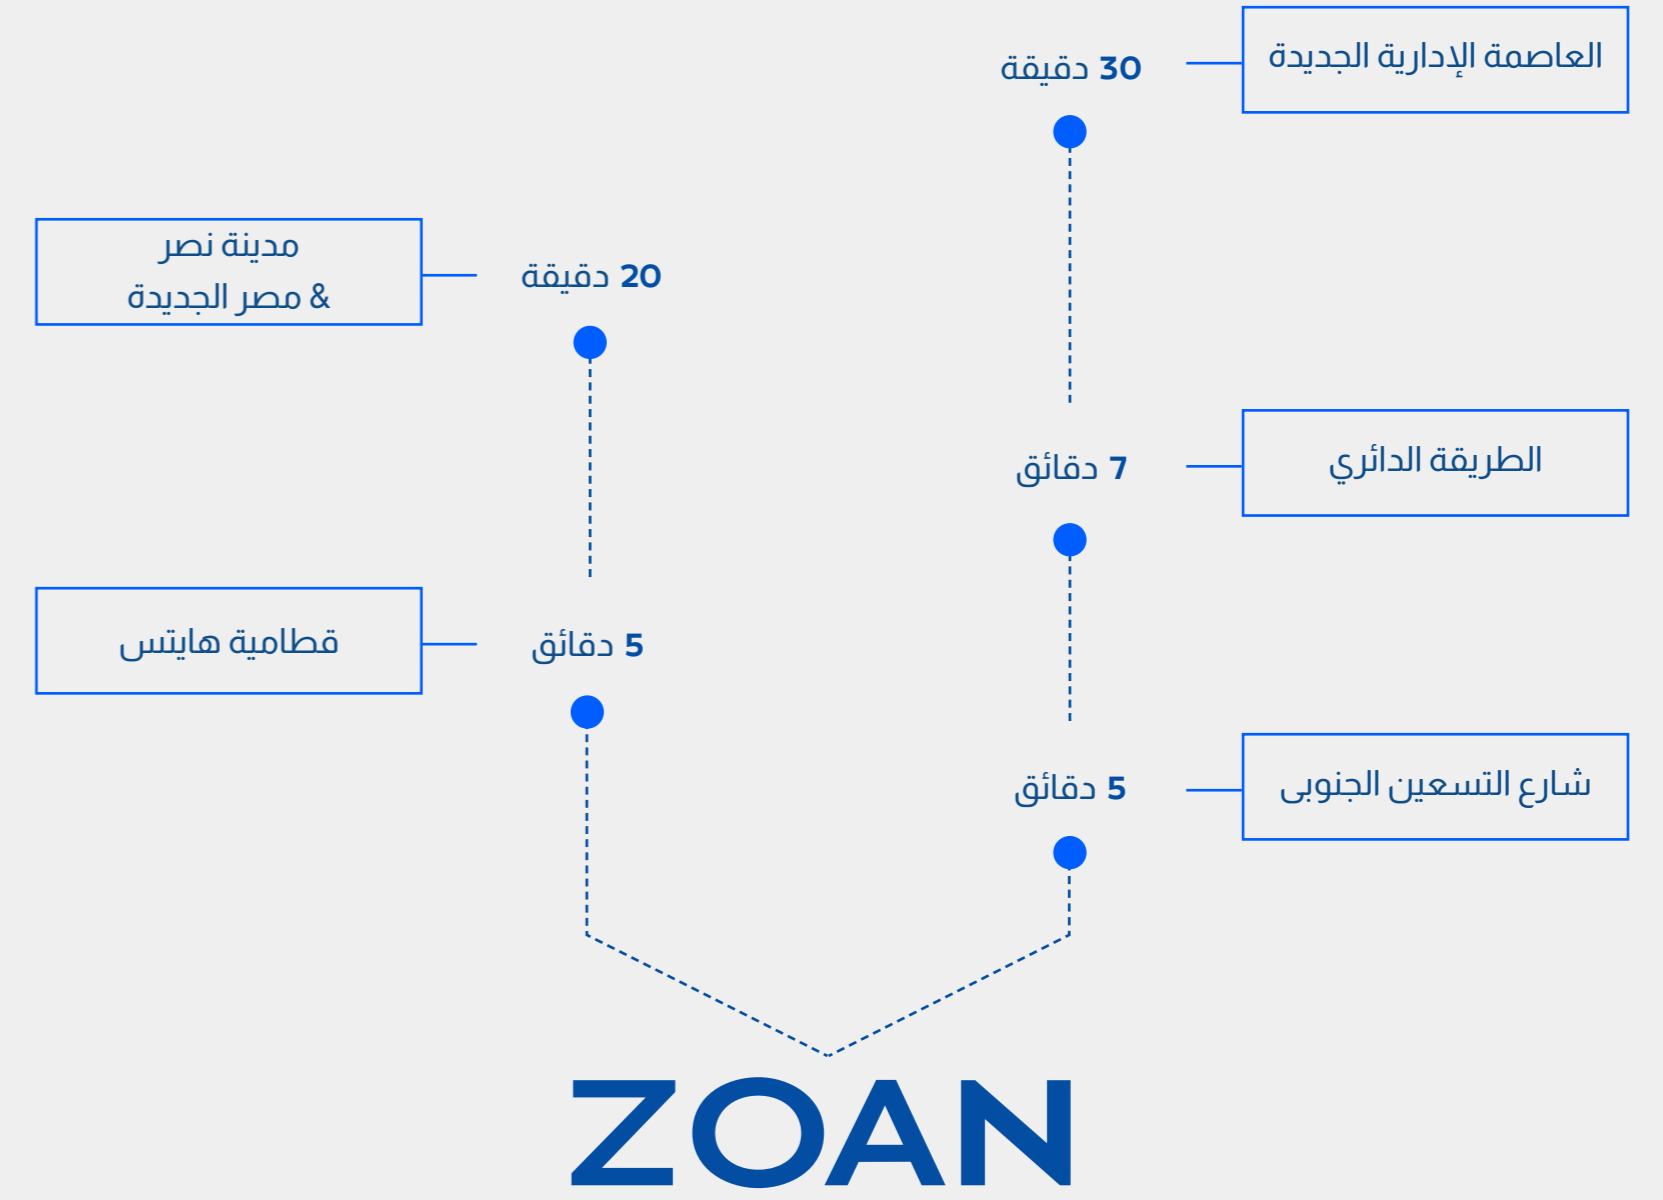 العاصمة الإدارية الجديدة
30 دقيقة
مدينة نصر
& مصر الجديدة
20 دقيقة
الطريقة الدائري
7 دقائق
قطامية هايتس
5 دقائق
شارع التسعين الجنوبى
5 دقائق
ZOAN